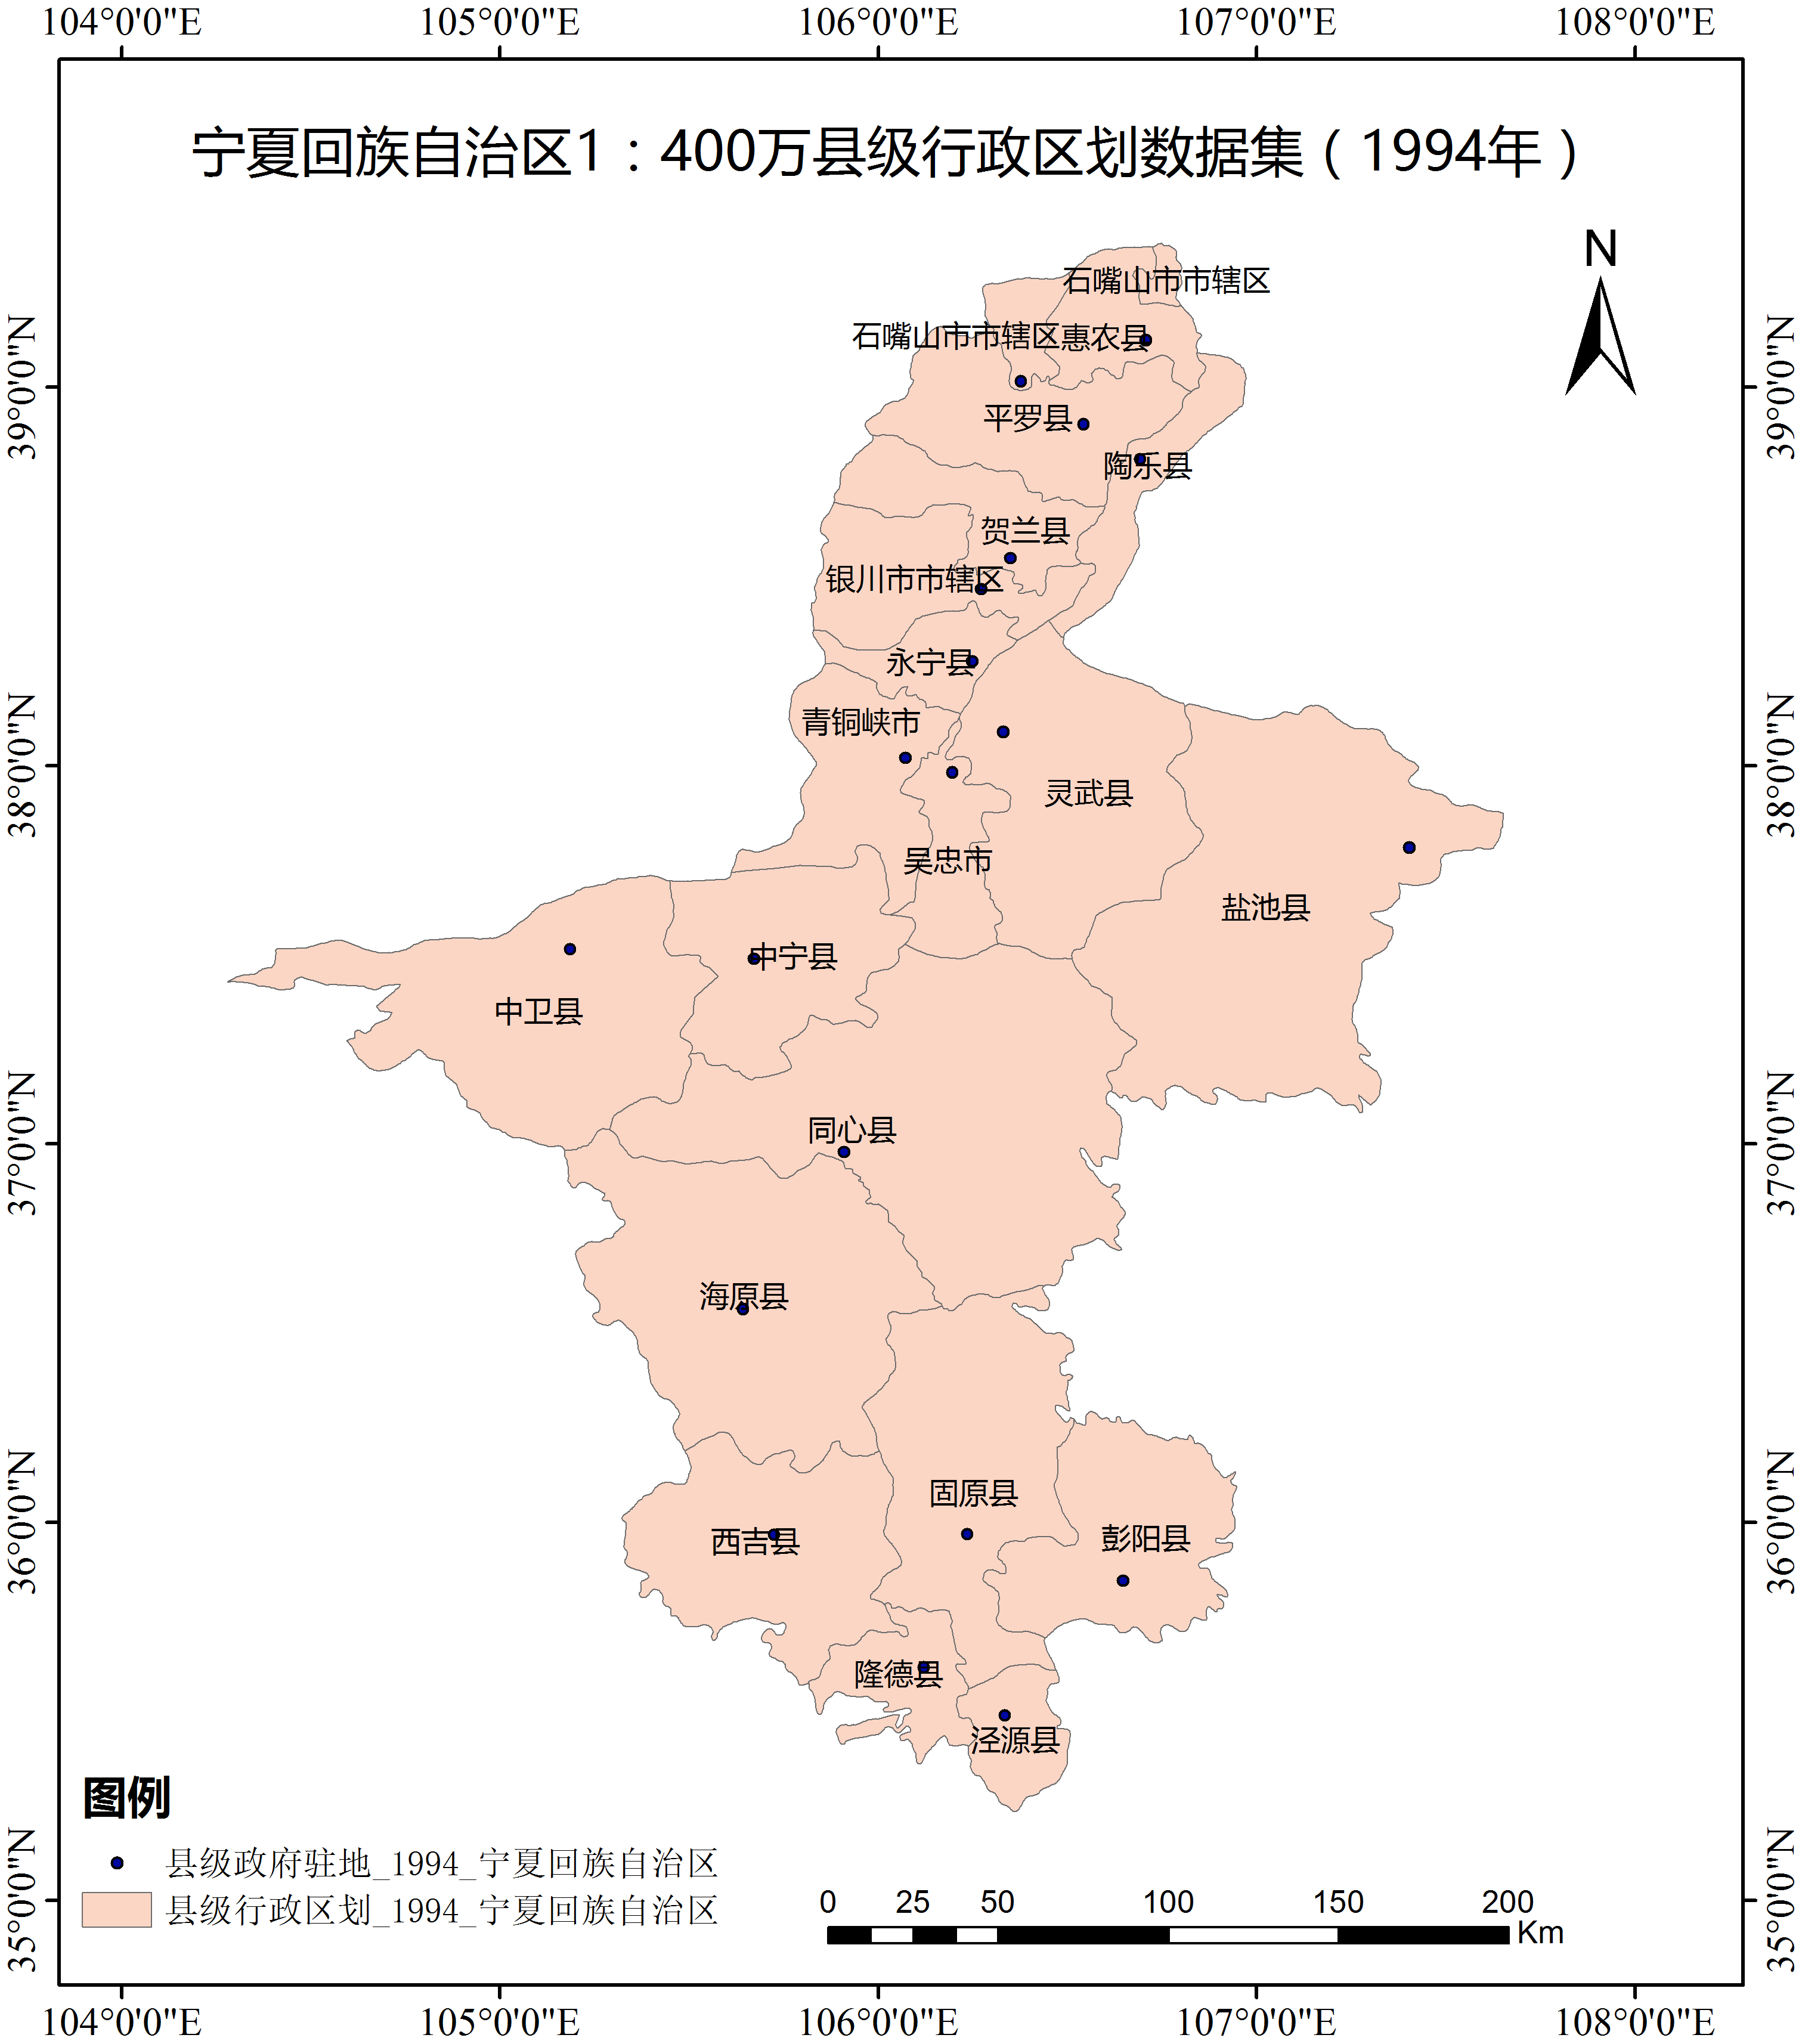 104°0'0"E 105°0'0"E 106°0'0"E 107°0'0"E 108°0'0"E
宁夏回族自治区1：400万县级行政区划数据集（1994年）
N
石嘴山市市辖区
石嘴山市市辖区
惠农县
39°0'0"N 39°0'0"N
平罗县
陶乐县
贺兰县
银川市市辖区
永宁县
青铜峡市
38°0'0"N 38°0'0"N
灵武县
吴忠市
盐池县
中宁县
中卫县
同心县
37°0'0"N 37°0'0"N
海原县
固原县
36°0'0"N 36°0'0"N
彭阳县
西吉县
隆德县
泾源县
图例
县级政府驻地_1994_宁夏回族自治区
县级行政区划_1994_宁夏回族自治区
35°0'0"N 35°0'0"N
0 25 50 100 150 200
Km
104°0'0"E 105°0'0"E 106°0'0"E 107°0'0"E 108°0'0"E